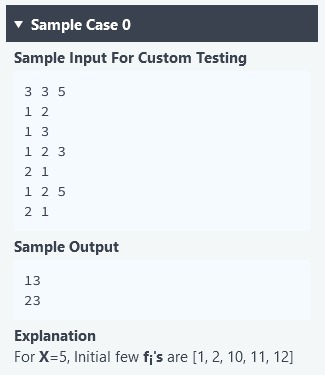 Sample Case 0
Sample Input For Custom Testing
3 3 5
1 2
1 3
1 2 3
2 1
1 2 5
2 1
Sample Output
13
23
Explanation
For X=5, Initial few fi's are [1, 2, 10, 11, 12]